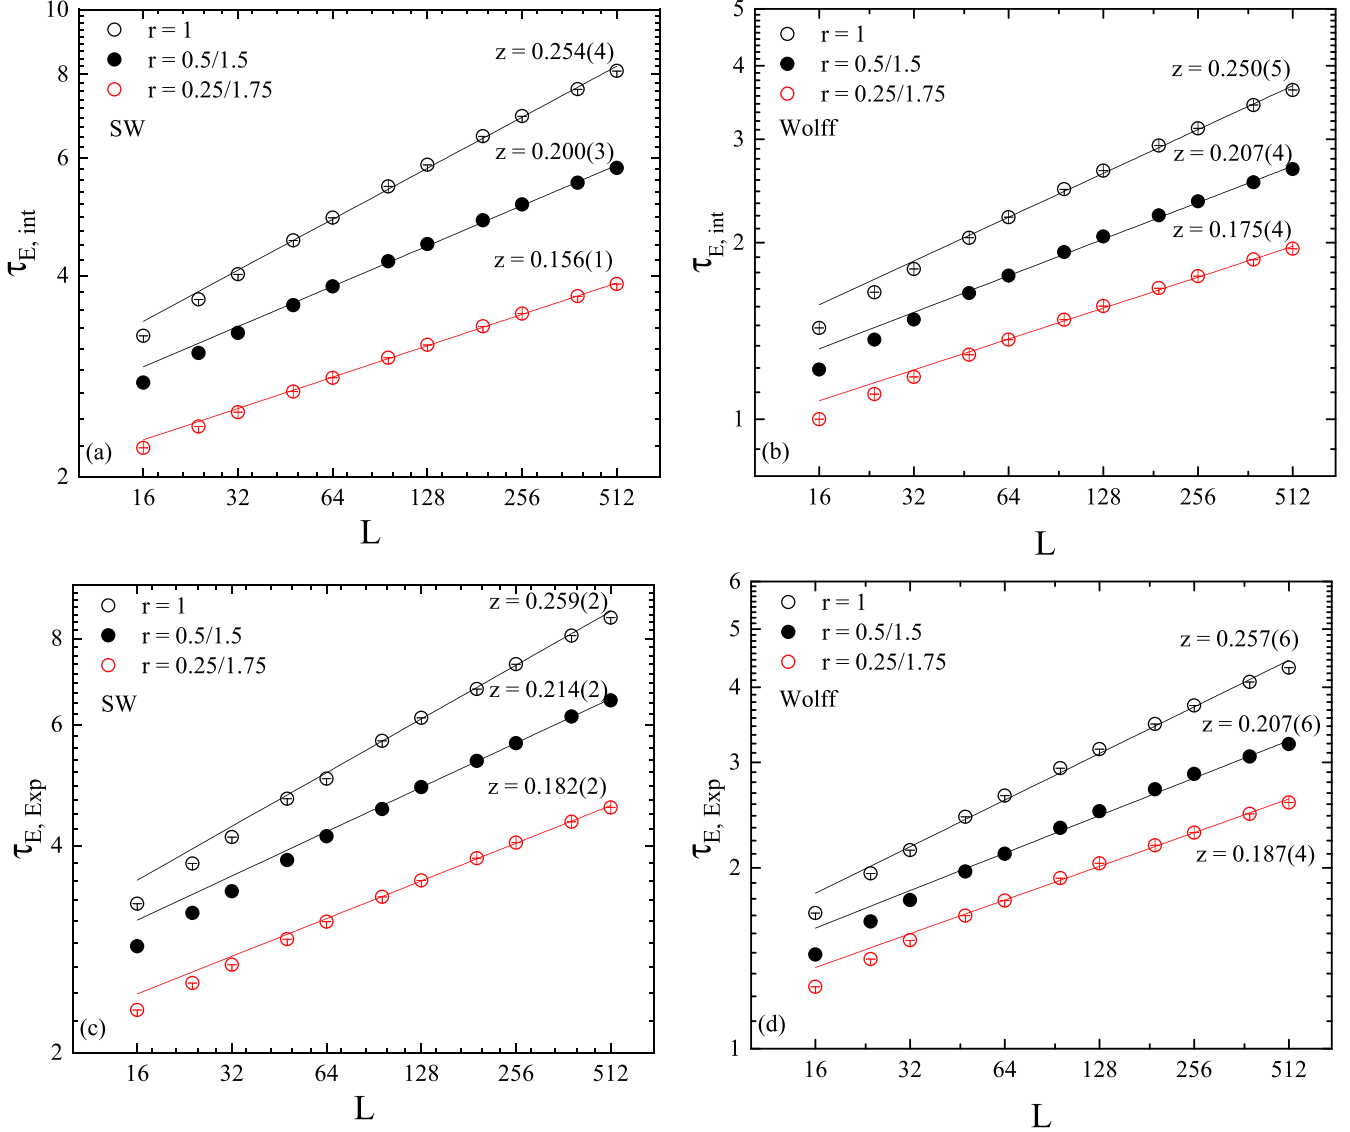 10
8
6
4
2
τE, int
r = 1
r = 0.5/1.5
r = 0.25/1.75
SW
z = 0.254(4)
z = 0.200(3)
z = 0.156(1)
(a)
16 32 64 128 256 512
L
5
4
3
2
1
τE, int
r = 1
r = 0.5/1.5
r = 0.25/1.75
Wolff
z = 0.250(5)
z = 0.207(4)
z = 0.175(4)
(b)
16 32 64 128 256 512
L
8
6
4
2
τE, Exp
r = 1
r = 0.5/1.5
r = 0.25/1.75
SW
z = 0.259(2)
z = 0.214(2)
z = 0.182(2)
(c)
16 32 64 128 256 512
L
6
5
4
3
2
1
τE, Exp
r = 1
r = 0.5/1.5
r = 0.25/1.75
Wolff
z = 0.257(6)
z = 0.207(6)
z = 0.187(4)
(d)
16 32 64 128 256 512
L